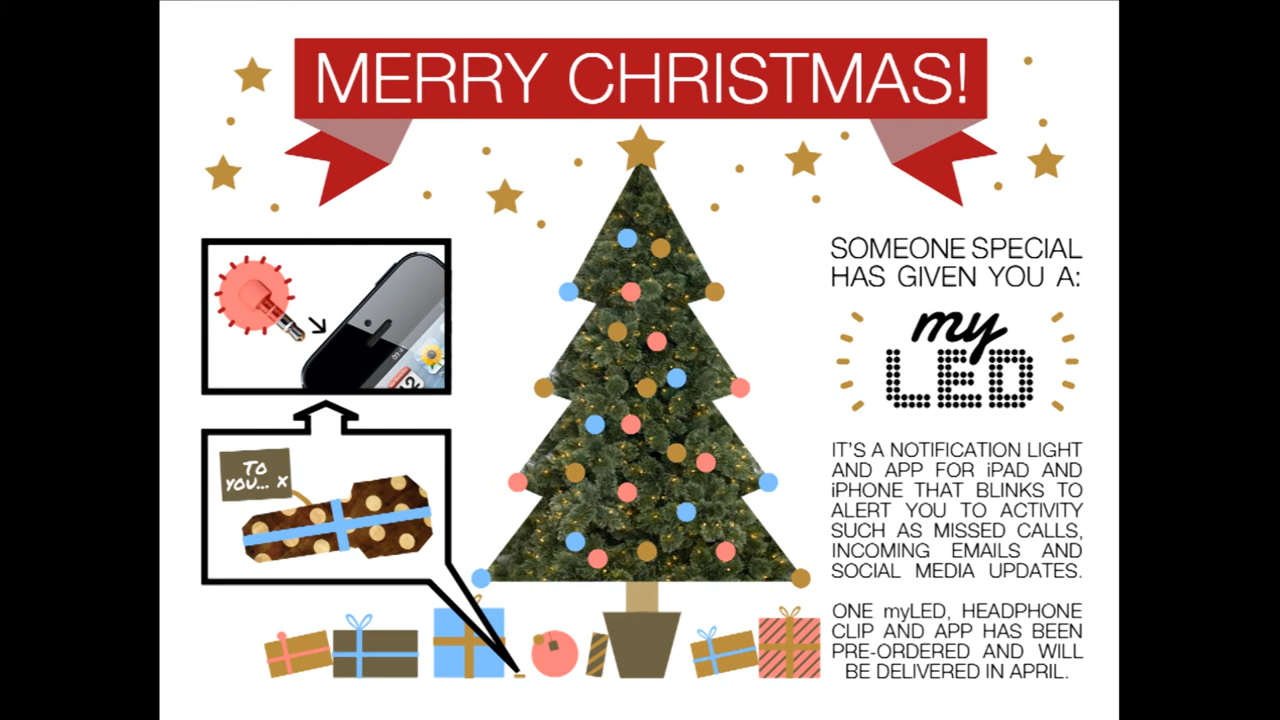 MERRY CHRISTMAS!
SOMEONE SPECIAL
HAS GIVEN YOU A:
my
LED
TO
YOU... X
IT'S A NOTIFICATION LIGHT
AND APP FOR iPAD AND
iPHONE THAT BLINKS TO
ALERT YOU TO ACTIVITY
SUCH AS MISSED CALLS,
INCOMING EMAILS AND
SOCIAL MEDIA UPDATES.
ONE myLED, HEADPHONE
CLIP AND APP HAS BEEN
PRE-ORDERED AND WILL
BE DELIVERED IN APRIL.